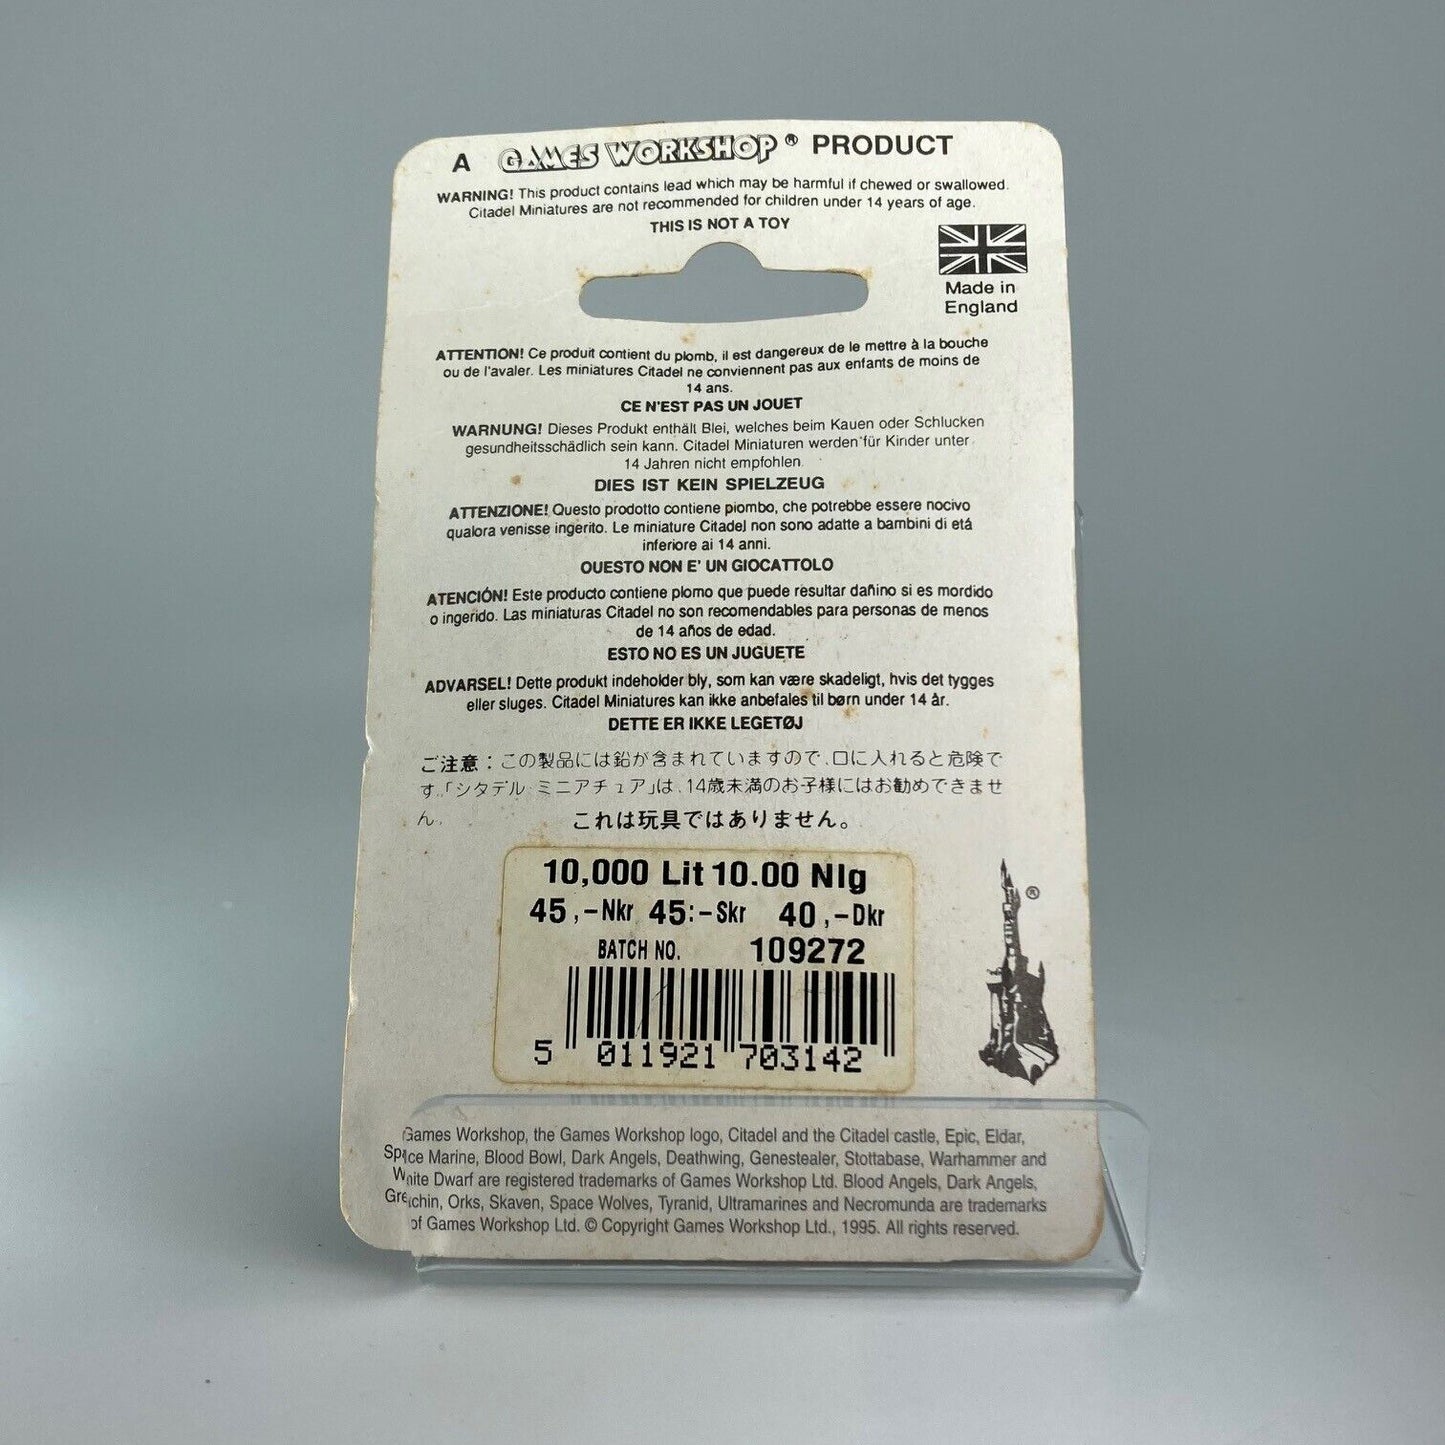 A GAMES WORKSHOP® PRODUCT
WARNING! This product contains lead which may be harmful if chewed or swallowed.
Citadel Miniatures are not recommended for children under 14 years of age.
THIS IS NOT A TOY
Made in
England
ATTENTION! Ce produit contient du plomb, il est dangereux de le mettre à la bouche
ou de l'avaler. Les miniatures Citadel ne conviennent pas aux enfants de moins de
14 ans.
CE N'EST PAS UN JOUET
WARNUNG! Dieses Produkt enthält Blei, welches beim Kauen oder Schlucken
gesundheitsschädlich sein kann. Citadel Miniaturen werden für Kinder unter
14 Jahren nicht empfohlen.
DIES IST KEIN SPIELZEUG
ATTENZIONE! Questo prodotto contiene piombo, che potrebbe essere nocivo
qualora venisse ingerito. Le miniature Citadel non sono adatte a bambini di etá
inferiore ai 14 anni.
QUESTO NON E' UN GIOCATTOLO
ATENCIÓN! Este producto contiene plomo que puede resultar dañino si es mordido
o ingerido. Las miniaturas Citadel no son recomendables para personas de menos
de 14 años de edad.
ESTO NO ES UN JUGUETE
ADVARSEL! Dette produkt indeholder bly, som kan være skadeligt, hvis det tygges
eller sluges. Citadel Miniatures kan ikke anbefales til børn under 14 år.
DETTE ER IKKE LEGETØJ
ご注意：この製品には鉛が含まれていますので、口に入れると危険で
す。「シタデル ミニアチュア」は、14歳未満のお子様にはお勧めできませ
ん。 これは玩具ではありません。
10,000 Lit 10.00 Nlg
45,-Nkr 45:-Skr 40,-Dkr
BATCH NO. 109272
5 011921 703142
®
Games Workshop, the Games Workshop logo, Citadel and the Citadel castle, Epic, Eldar,
Space Marine, Blood Bowl, Dark Angels, Deathwing, Genestealer, Stottabase, Warhammer and
White Dwarf are registered trademarks of Games Workshop Ltd. Blood Angels, Dark Angels,
Gretchin, Orks, Skaven, Space Wolves, Tyranid, Ultramarines and Necromunda are trademarks
of Games Workshop Ltd. © Copyright Games Workshop Ltd., 1995. All rights reserved.